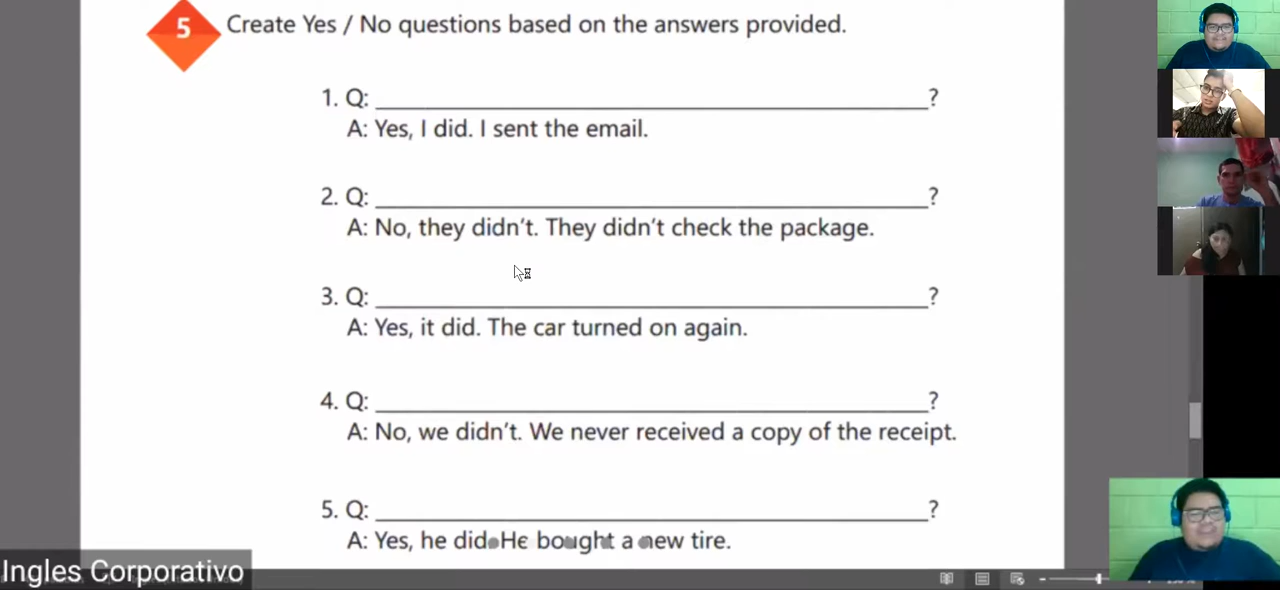 5 Create Yes / No questions based on the answers provided.
1. Q: ?
A: Yes, I did. I sent the email.
2. Q: ?
A: No, they didn't. They didn't check the package.
3. Q: ?
A: Yes, it did. The car turned on again.
4. Q: ?
A: No, we didn't. We never received a copy of the receipt.
5. Q: ?
A: Yes, he did. He bought a new tire.
Ingles Corporativo